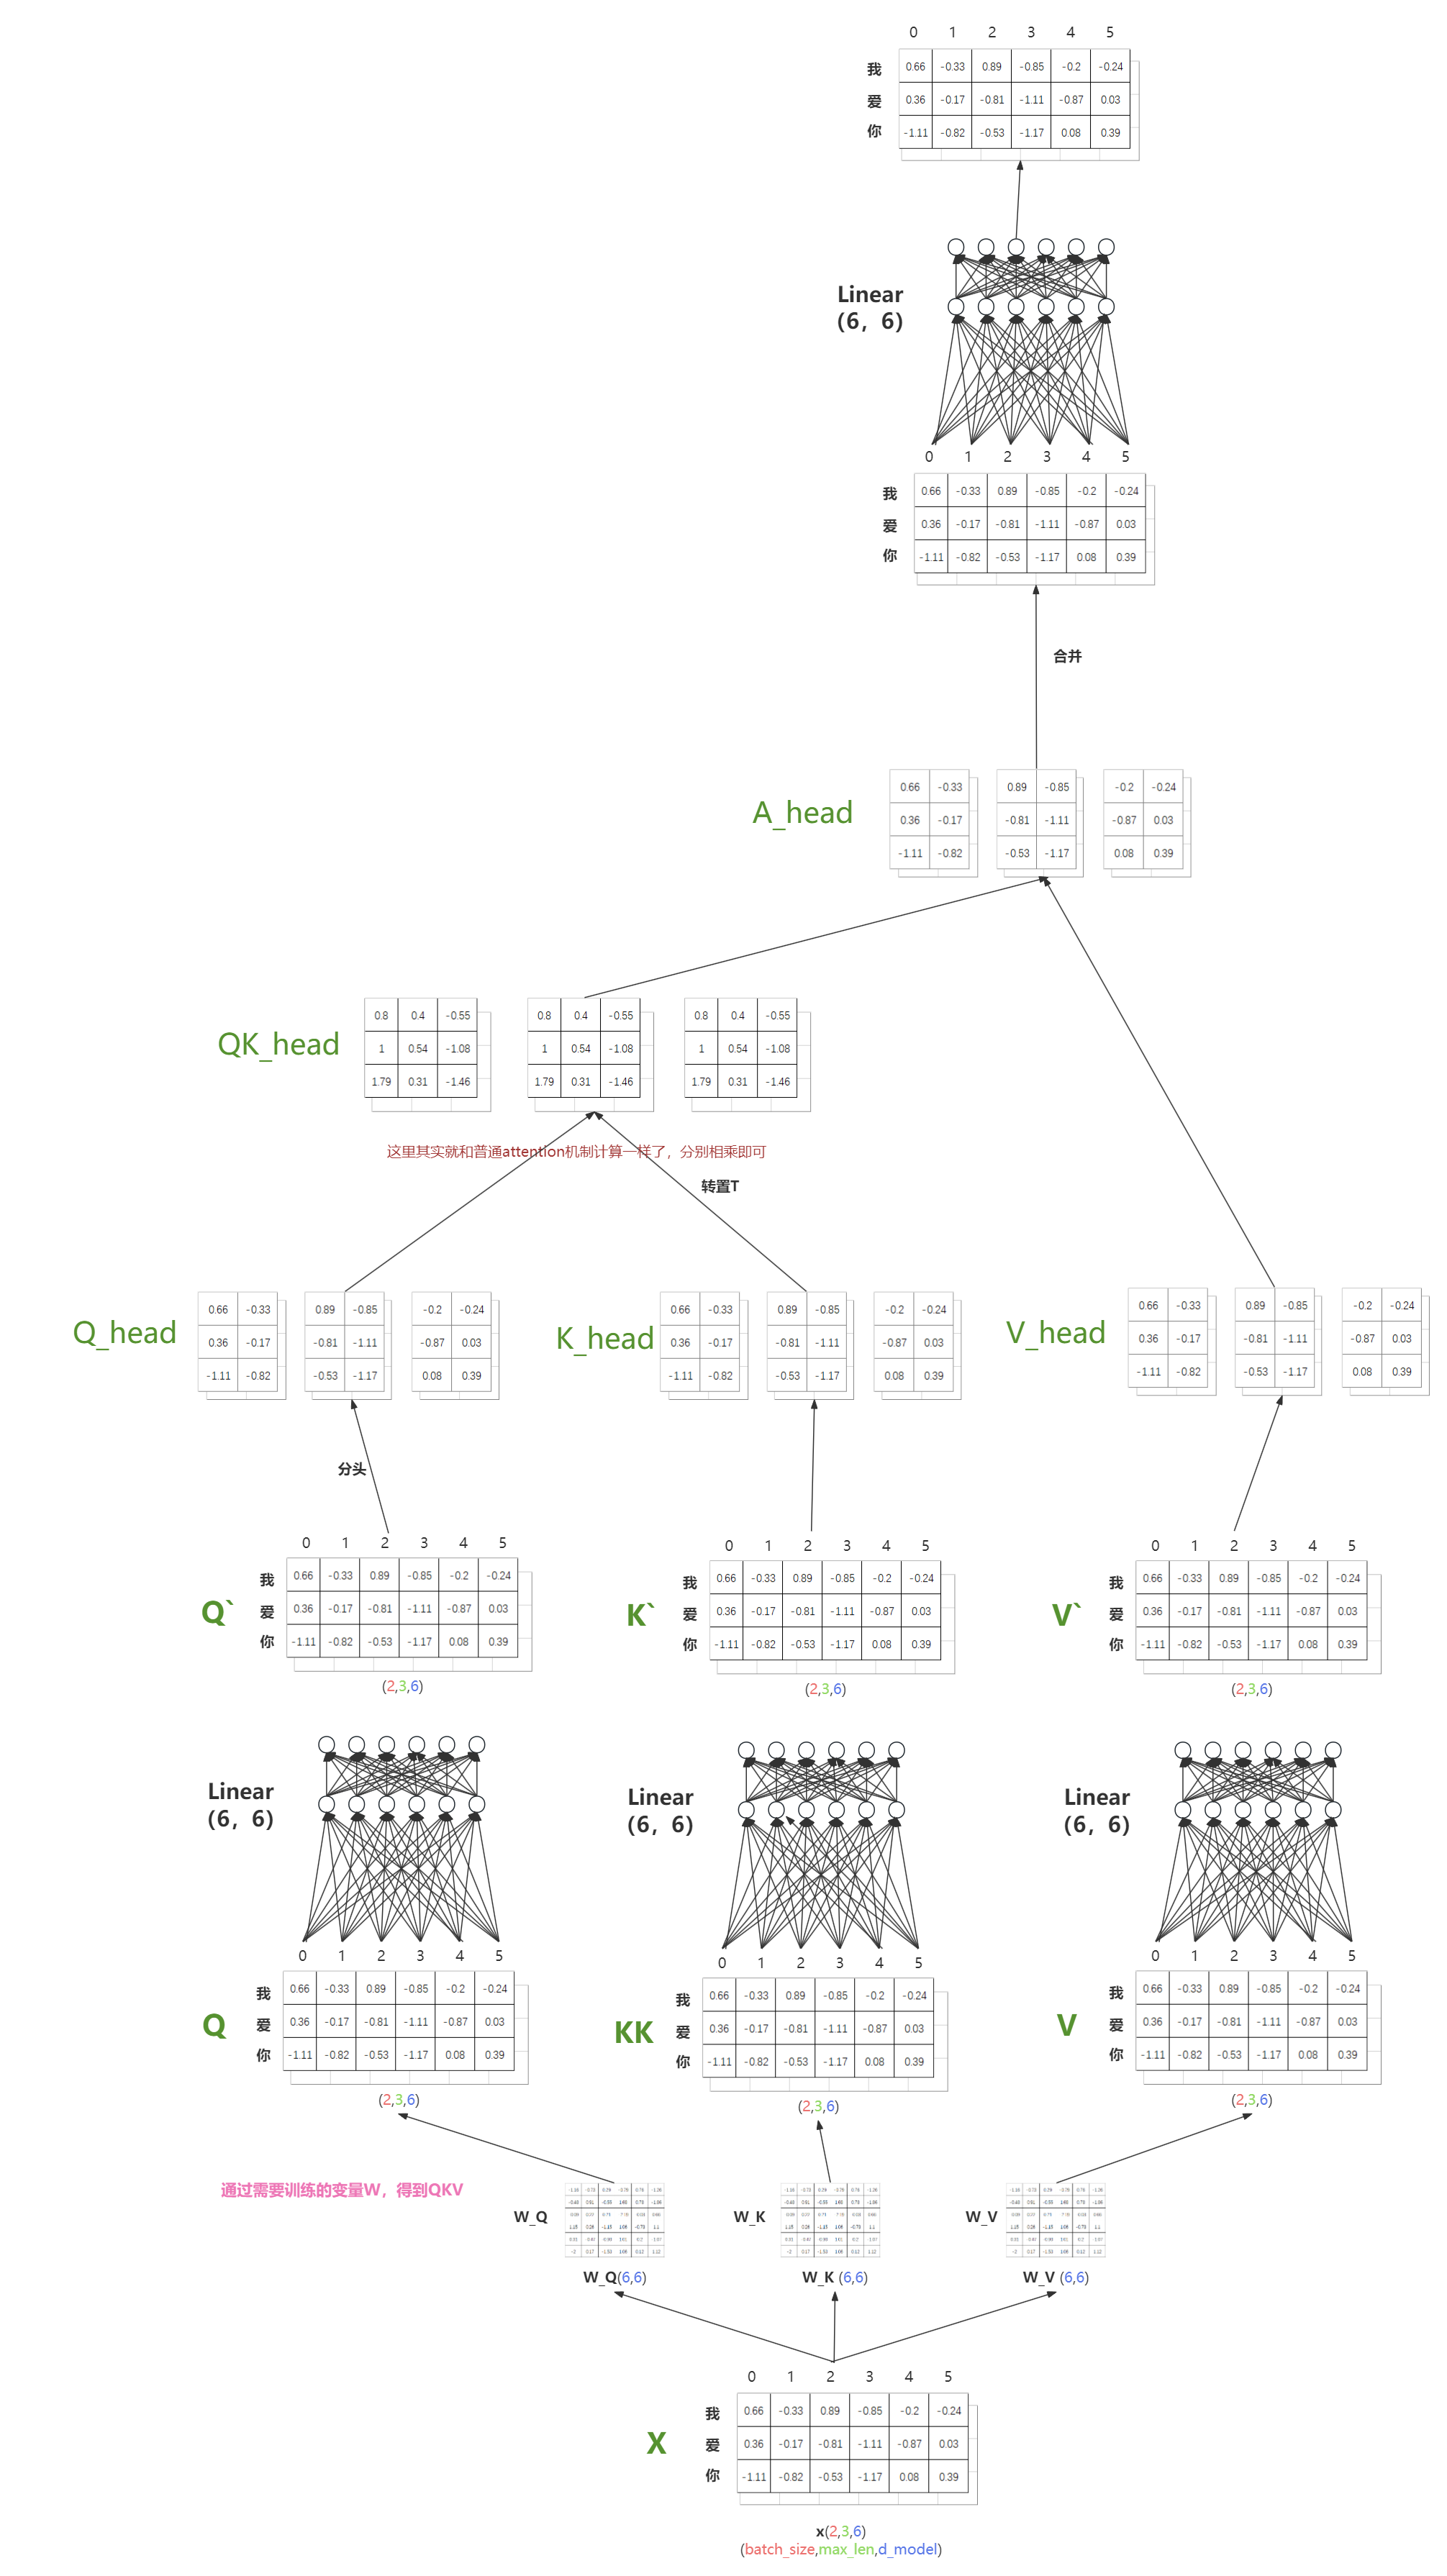 0 1 2 3 4 5
我 0.66 -0.33 0.89 -0.85 -0.2 -0.24
爱 0.36 -0.17 -0.81 -1.11 -0.87 0.03
你 -1.11 -0.82 -0.53 -1.17 0.08 0.39
Linear
(6，6)
0 1 2 3 4 5
我 0.66 -0.33 0.89 -0.85 -0.2 -0.24
爱 0.36 -0.17 -0.81 -1.11 -0.87 0.03
你 -1.11 -0.82 -0.53 -1.17 0.08 0.39
合并
A_head
0.66 -0.33 0.89 -0.85 -0.2 -0.24
0.36 -0.17 -0.81 -1.11 -0.87 0.03
-1.11 -0.82 -0.53 -1.17 0.08 0.39
QK_head
0.8 0.4 -0.55 0.8 0.4 -0.55 0.8 0.4 -0.55
1 0.54 -1.08 1 0.54 -1.08 1 0.54 -1.08
1.79 0.31 -1.46 1.79 0.31 -1.46 1.79 0.31 -1.46
这里其实就和普通attention机制计算一样了，分别相乘即可
转置T
Q_head
0.66 -0.33 0.89 -0.85 -0.2 -0.24
0.36 -0.17 -0.81 -1.11 -0.87 0.03
-1.11 -0.82 -0.53 -1.17 0.08 0.39
K_head
0.66 -0.33 0.89 -0.85 -0.2 -0.24
0.36 -0.17 -0.81 -1.11 -0.87 0.03
-1.11 -0.82 -0.53 -1.17 0.08 0.39
V_head
0.66 -0.33 0.89 -0.85 -0.2 -0.24
0.36 -0.17 -0.81 -1.11 -0.87 0.03
-1.11 -0.82 -0.53 -1.17 0.08 0.39
分头
Q`
0 1 2 3 4 5
我 0.66 -0.33 0.89 -0.85 -0.2 -0.24
爱 0.36 -0.17 -0.81 -1.11 -0.87 0.03
你 -1.11 -0.82 -0.53 -1.17 0.08 0.39
(2,3,6)
K`
0 1 2 3 4 5
我 0.66 -0.33 0.89 -0.85 -0.2 -0.24
爱 0.36 -0.17 -0.81 -1.11 -0.87 0.03
你 -1.11 -0.82 -0.53 -1.17 0.08 0.39
(2,3,6)
V`
0 1 2 3 4 5
我 0.66 -0.33 0.89 -0.85 -0.2 -0.24
爱 0.36 -0.17 -0.81 -1.11 -0.87 0.03
你 -1.11 -0.82 -0.53 -1.17 0.08 0.39
(2,3,6)
Linear
(6，6)
Linear
(6，6)
Linear
(6，6)
Q
0 1 2 3 4 5
我 0.66 -0.33 0.89 -0.85 -0.2 -0.24
爱 0.36 -0.17 -0.81 -1.11 -0.87 0.03
你 -1.11 -0.82 -0.53 -1.17 0.08 0.39
(2,3,6)
KK
0 1 2 3 4 5
我 0.66 -0.33 0.89 -0.85 -0.2 -0.24
爱 0.36 -0.17 -0.81 -1.11 -0.87 0.03
你 -1.11 -0.82 -0.53 -1.17 0.08 0.39
(2,3,6)
V
0 1 2 3 4 5
我 0.66 -0.33 0.89 -0.85 -0.2 -0.24
爱 0.36 -0.17 -0.81 -1.11 -0.87 0.03
你 -1.11 -0.82 -0.53 -1.17 0.08 0.39
(2,3,6)
通过需要训练的变量W，得到QKV
W_Q
W_K
W_V
W_Q(6,6)
W_K (6,6)
W_V (6,6)
X
0 1 2 3 4 5
我 0.66 -0.33 0.89 -0.85 -0.2 -0.24
爱 0.36 -0.17 -0.81 -1.11 -0.87 0.03
你 -1.11 -0.82 -0.53 -1.17 0.08 0.39
x(2,3,6)
(batch_size,max_len,d_model)